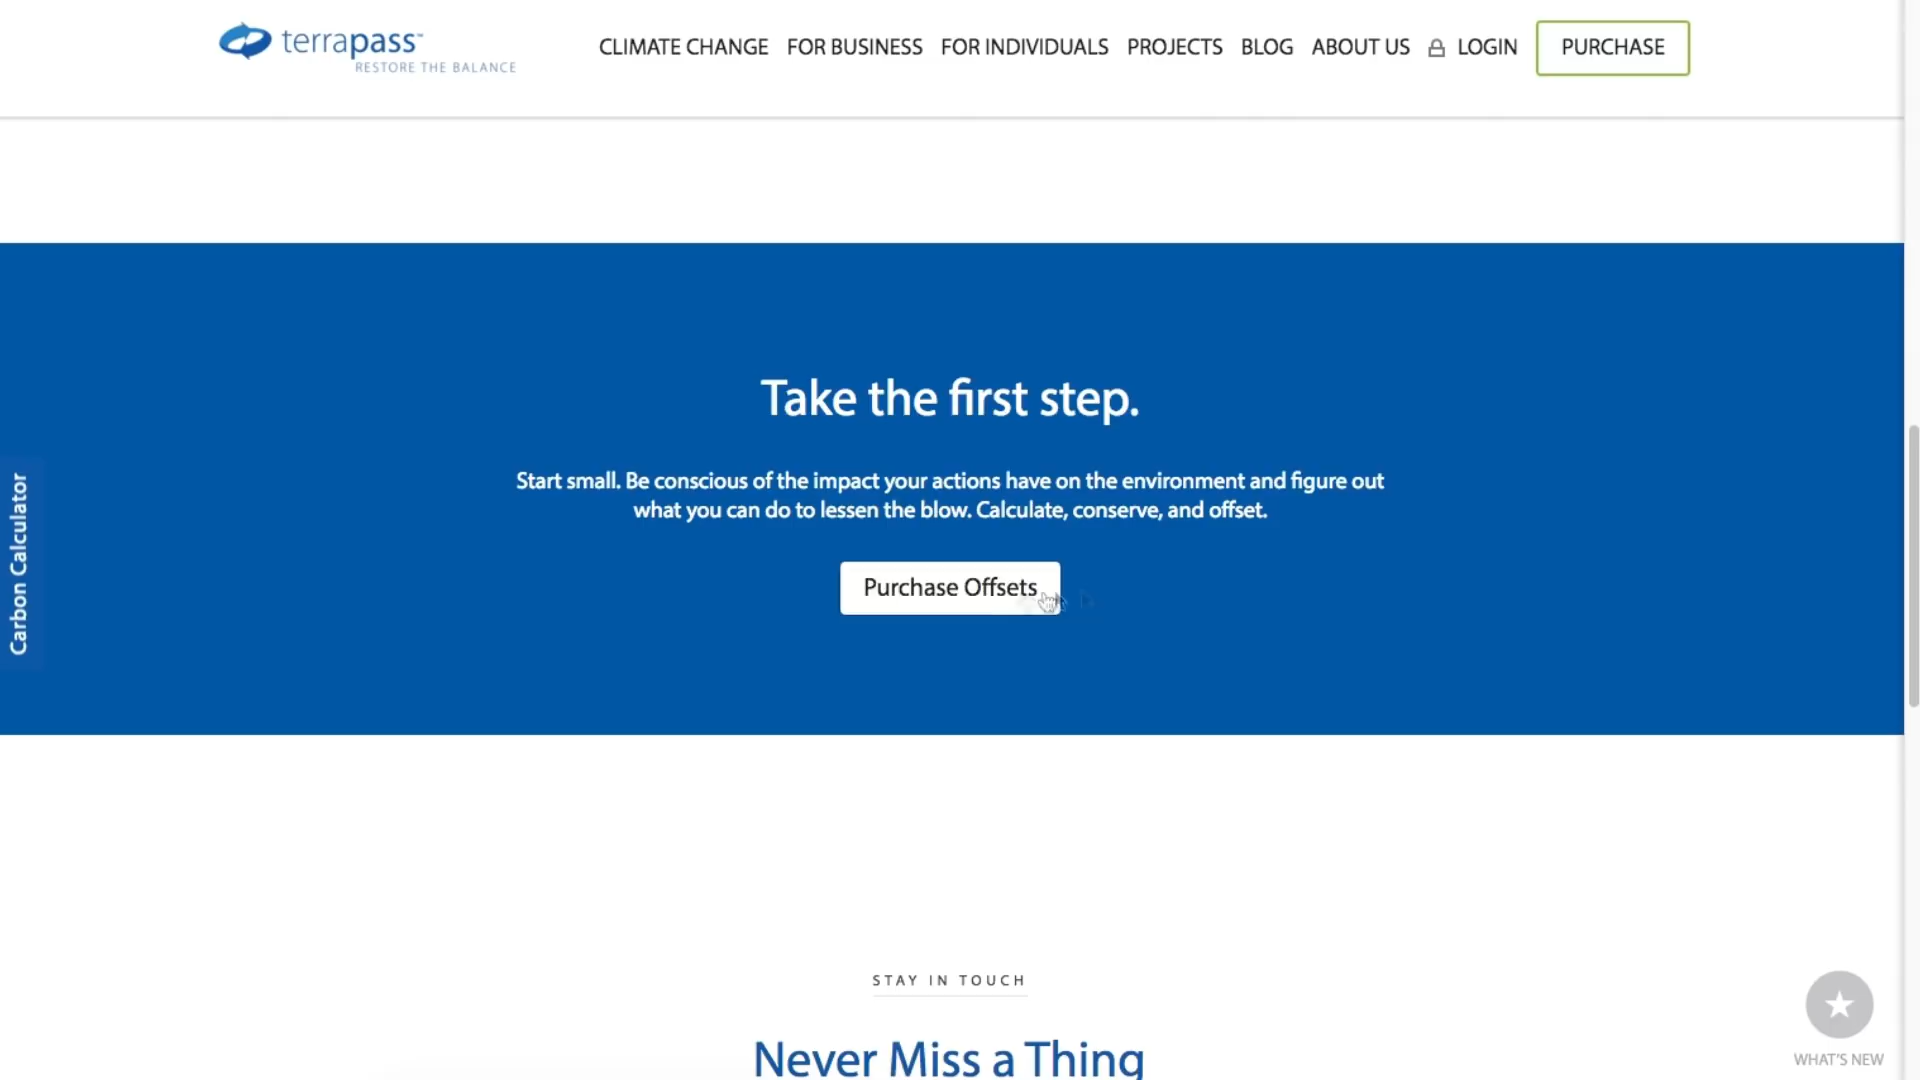 terrapass™
RESTORE THE BALANCE
CLIMATE CHANGE FOR BUSINESS FOR INDIVIDUALS PROJECTS BLOG ABOUT US LOGIN PURCHASE
Take the first step.
Start small. Be conscious of the impact your actions have on the environment and figure out
what you can do to lessen the blow. Calculate, conserve, and offset.
Carbon Calculator
Purchase Offsets
STAY IN TOUCH
Never Miss a Thing
WHAT'S NEW